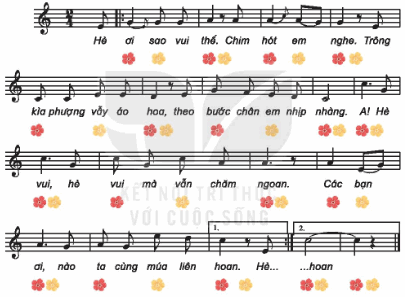 2 4
Hè ơi sao vui thế. Chim hót em nghe. Trông
kìa phượng vẫy áo hoa, theo bước chân em nhịp nhàng. A! Hè
vui, hè vui mà vẫn chăm ngoan. Các bạn
KẾT NỐI TRI THỨC
VỚI CUỘC SỐNG
1. 2.
ơi, nào ta cùng múa liên hoan. Hè... ...hoan